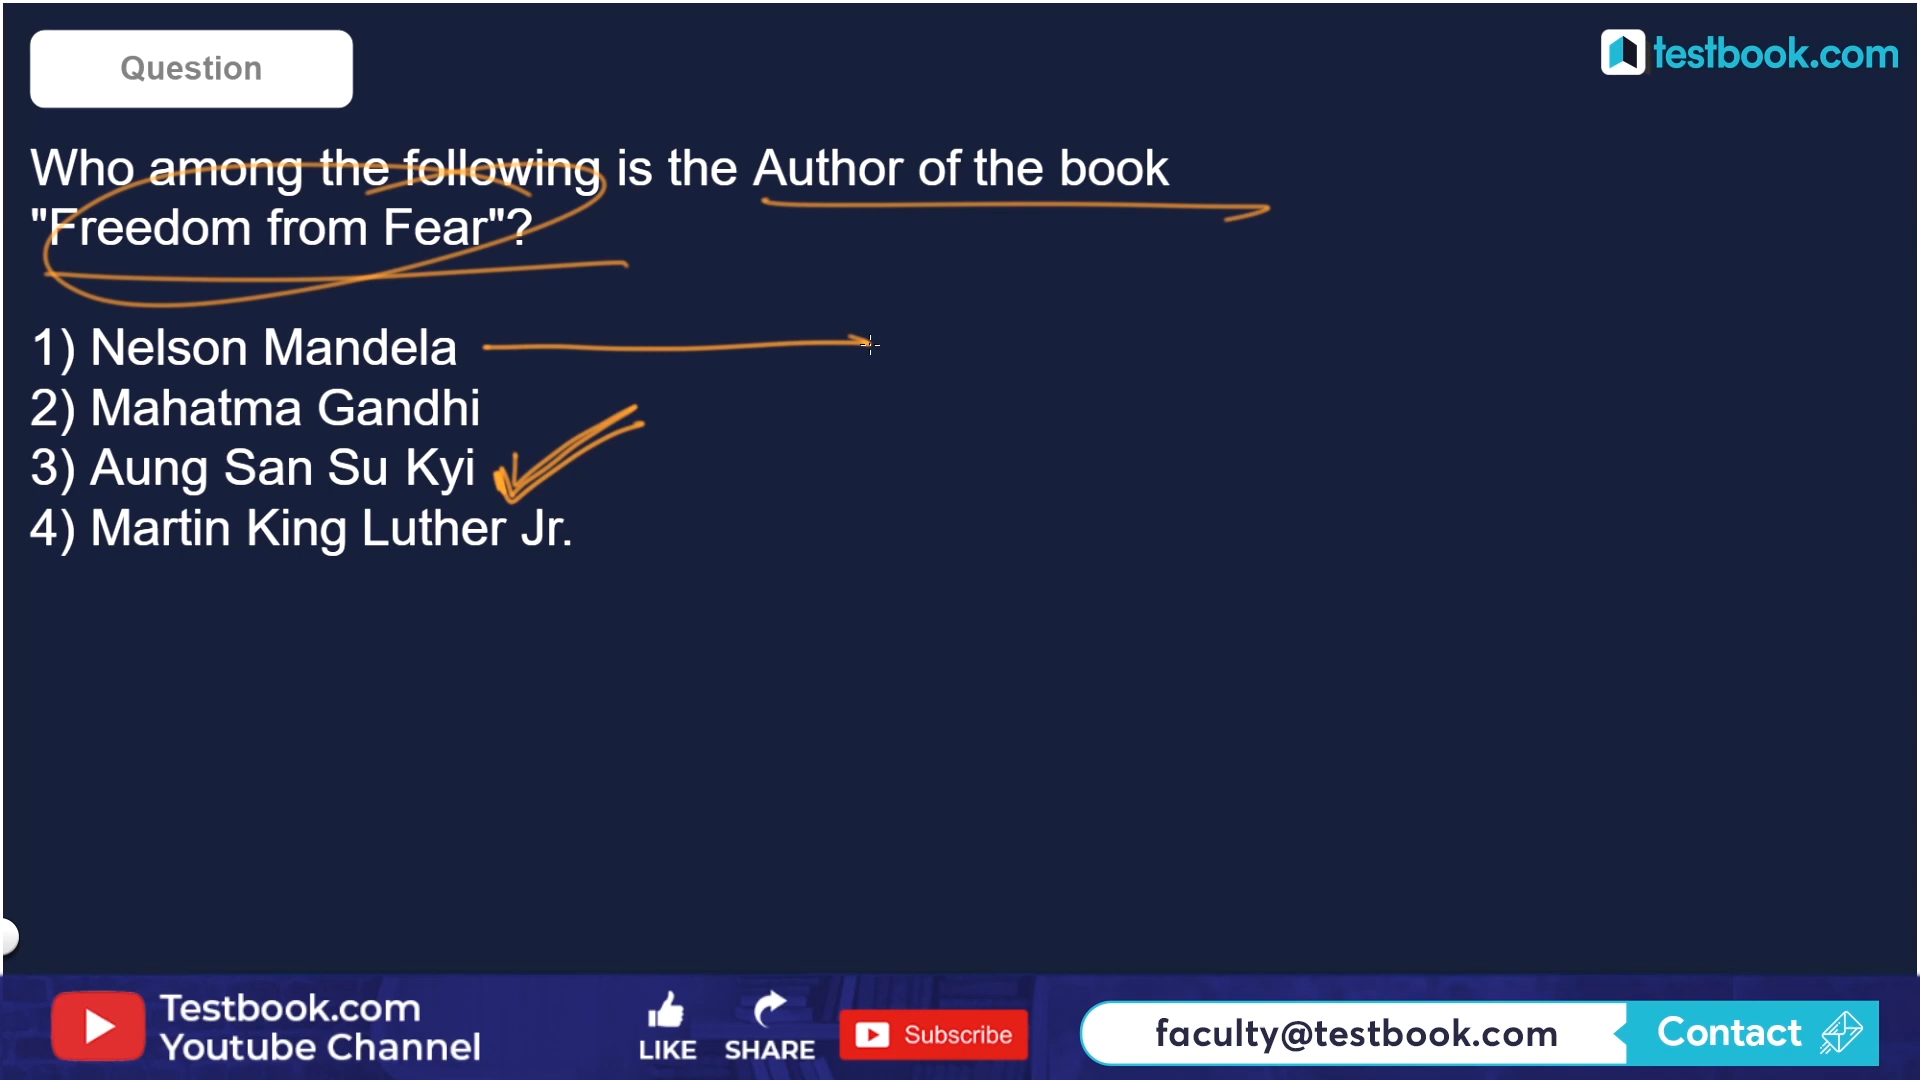 Question
testbook.com
Who among the following is the Author of the book
"Freedom from Fear"?
1) Nelson Mandela
2) Mahatma Gandhi
3) Aung San Su Kyi
4) Martin King Luther Jr.
Testbook.com
Youtube Channel
LIKE
SHARE
Subscribe
faculty@testbook.com
Contact